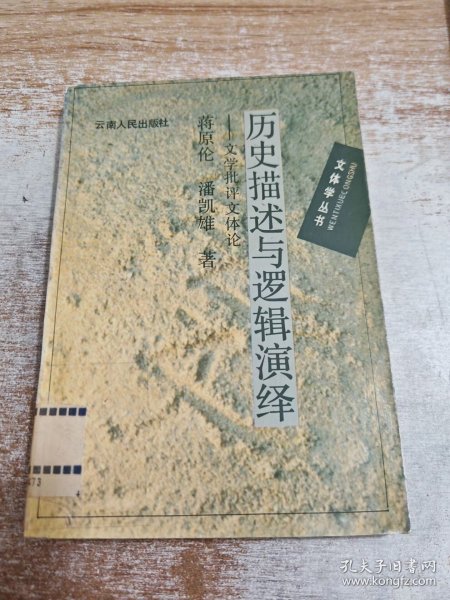 云南人民出版社
历史描述与逻辑演绎
——文学批评文体论
蒋原伦 潘凯雄 著
文体学丛书
WENTIXUECONGSHU
473
孔夫子旧书网
www.kongfz.com